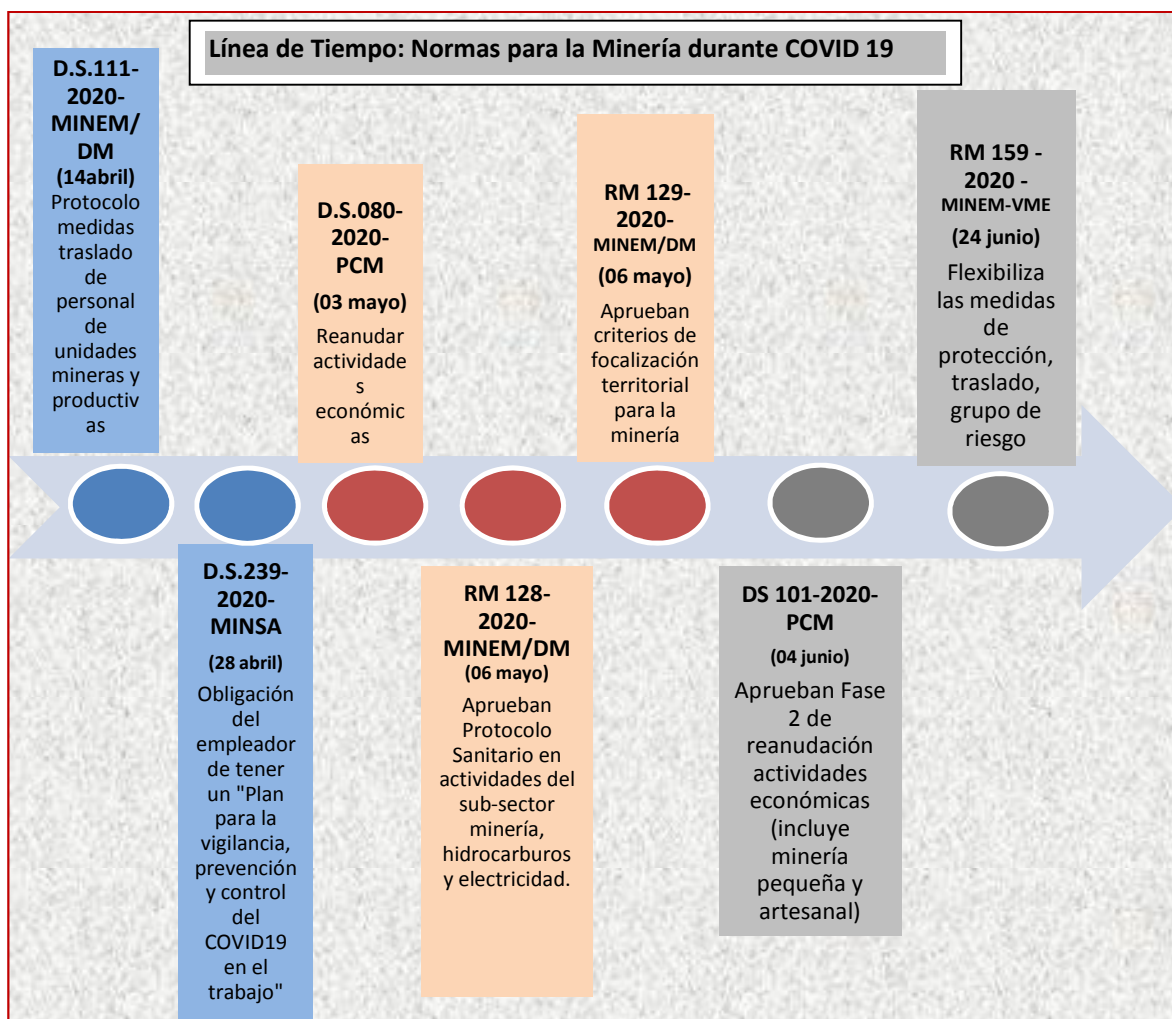 Línea de Tiempo: Normas para la Minería durante COVID 19
D.S.111-
2020-
MINEM/
DM
(14abril)
Protocolo
medidas
traslado
de
personal
de
unidades
mineras y
productiv
as
D.S.239-
2020-
MINSA
(28 abril)
Obligación
del
empleador
de tener
un "Plan
para la
vigilancia,
prevención
y control
del
COVID19
en el
trabajo"
D.S.080-
2020-
PCM
(03 mayo)
Reanudar
actividade
s
económic
as
RM 128-
2020-
MINEM/DM
(06 mayo)
Aprueban
Protocolo
Sanitario en
actividades del
sub-sector
minería,
hidrocarburos
y electricidad.
RM 129-
2020-
MINEM/DM
(06 mayo)
Aprueban
criterios de
focalización
territorial
para la
minería
DS 101-2020-
PCM
(04 junio)
Aprueban Fase
2 de
reanudación
actividades
económicas
(incluye
minería
pequeña y
artesanal)
RM 159 -
2020 -
MINEM-VME
(24 junio)
Flexibiliza
las medidas
de
protección,
traslado,
grupo de
riesgo